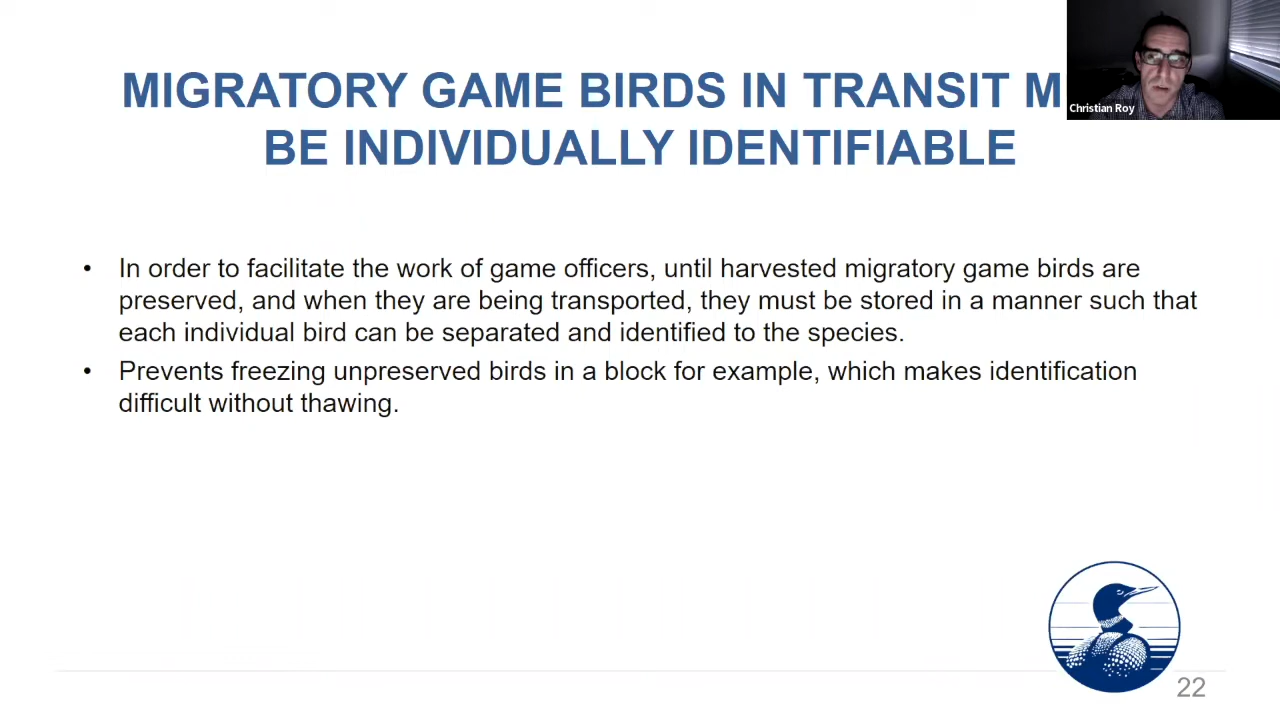 MIGRATORY GAME BIRDS IN TRANSIT
BE INDIVIDUALLY IDENTIFIABLE
Christian Roy
• In order to facilitate the work of game officers, until harvested migratory game birds are
preserved, and when they are being transported, they must be stored in a manner such that
each individual bird can be separated and identified to the species.
• Prevents freezing unpreserved birds in a block for example, which makes identification
difficult without thawing.
22